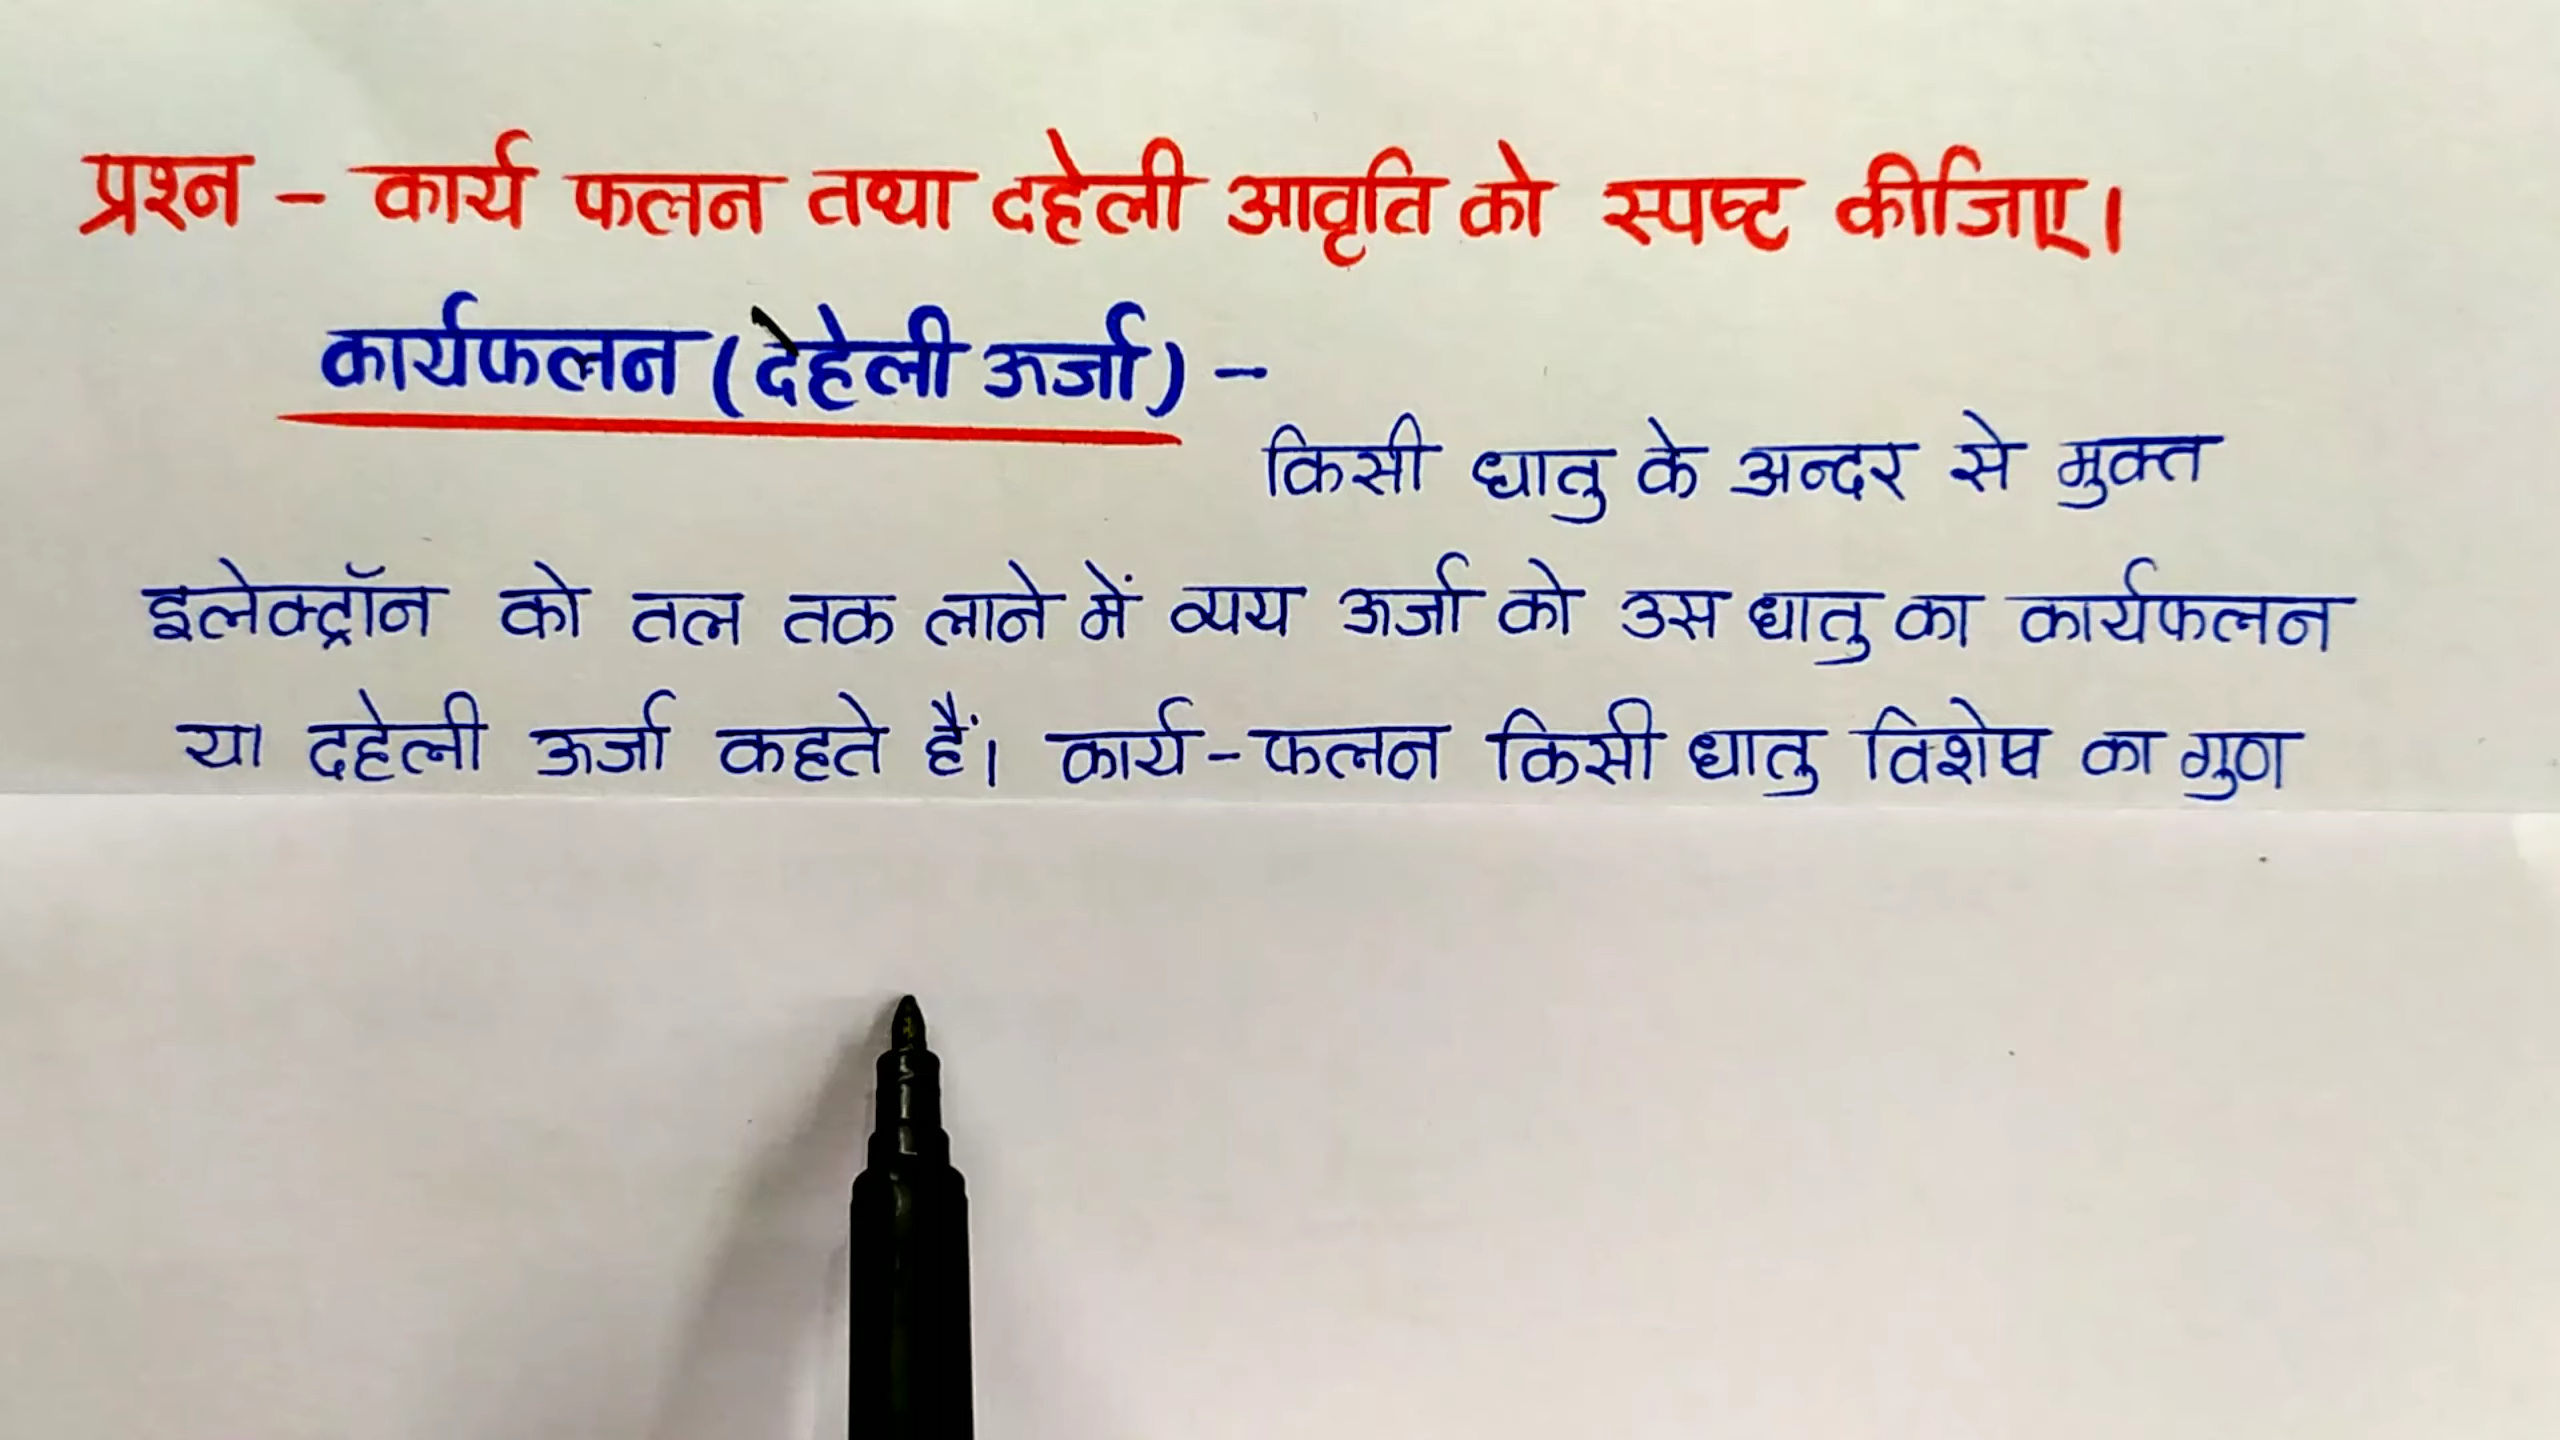 प्रश्न - कार्य फलन तथा दहेली आवृति को स्पष्ट कीजिए।
कार्यफलन (देहेली ऊर्जा) -
किसी धातु के अन्दर से मुक्त
इलेक्ट्रॉन को तल तक लाने में व्यय ऊर्जा को उस धातु का कार्यफलन
या दहेली ऊर्जा कहते हैं। कार्य-फलन किसी धातु विशेष का गुण